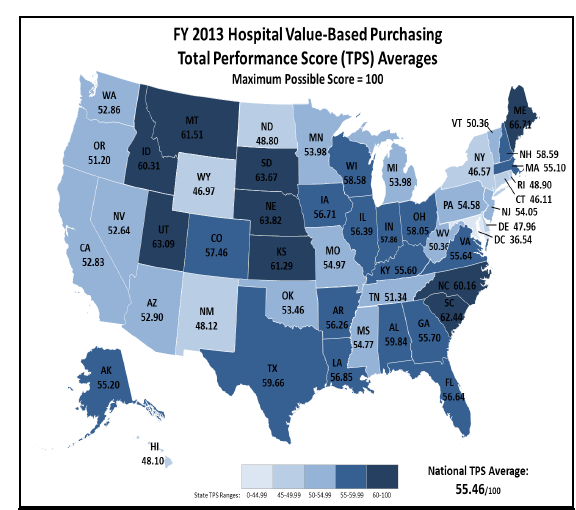 FY 2013 Hospital Value-Based Purchasing
Total Performance Score (TPS) Averages
Maximum Possible Score = 100
WA
52.86
OR
51.20
CA
52.83
NV
52.64
ID
60.31
MT
61.51
WY
46.97
UT
63.09
CO
57.46
AZ
52.90
NM
48.12
ND
48.80
SD
63.67
NE
63.82
KS
61.29
OK
53.46
TX
59.66
MN
53.98
IA
56.71
MO
54.97
AR
56.26
LA
56.85
WI
58.58
IL
56.39
MI
53.98
IN
57.86
OH
58.05
KY 55.60
TN 51.34
MS
54.77
AL
59.84
GA
55.70
FL
56.64
SC
62.44
NC 60.16
VA
55.64
WV
50.36
PA 54.58
NY
46.57
VT 50.36
ME
66.71
NH 58.59
MA 55.10
RI 48.90
CT 46.11
NJ 54.05
DE 47.96
DC 36.54
AK
55.20
HI
48.10
State TPS Ranges: 0-44.99 45-49.99 50-54.99 55-59.99 60-100
National TPS Average:
55.46/100